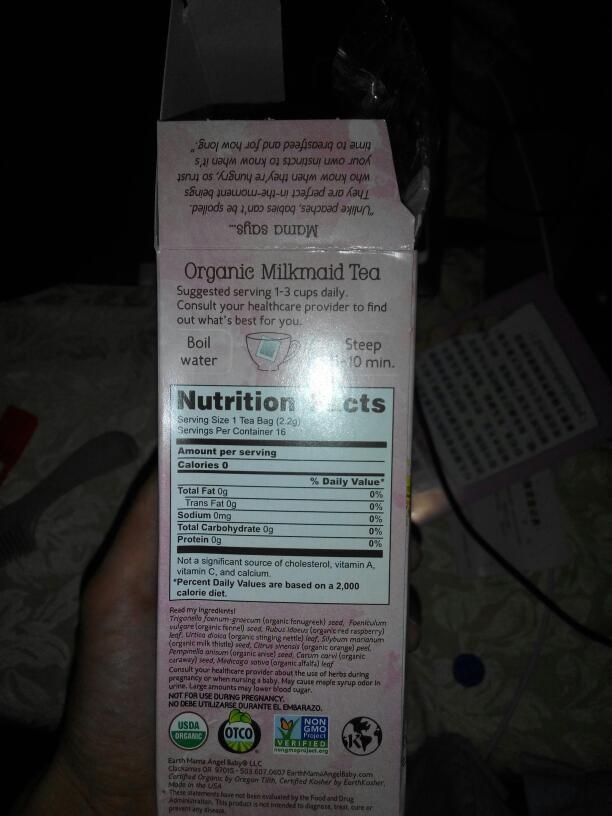 Mama says...
"Unlike peaches, babies can't be spoiled.
They are perfect in-the-moment beings
who know when they're hungry, so trust
your own instincts to know when it's
time to breastfeed and for how long."
Organic Milkmaid Tea
Suggested serving 1-3 cups daily.
Consult your healthcare provider to find
out what's best for you.
Boil
water
Steep
10 min.
Nutrition Facts
Serving Size 1 Tea Bag (2.2g)
Servings Per Container 16
Amount per serving
Calories 0
% Daily Value*
Total Fat 0g 0%
Trans Fat 0g 0%
Sodium 0mg 0%
Total Carbohydrate 0g 0%
Protein 0g 0%
Not a significant source of cholesterol, vitamin A,
vitamin C, and calcium.
*Percent Daily Values are based on a 2,000
calorie diet.
Read my ingredients!
Trigonella foenum-graecum (organic fenugreek) seed, Foeniculum
vulgare (organic fennel) seed, Rubus idaeus (organic red raspberry)
leaf, Urtica dioica (organic stinging nettle) leaf, Silybum marianum
(organic milk thistle) seed, Citrus sinensis (organic orange) peel,
Pimpinella anisum (organic anise) seed, Carum carvi (organic
caraway) seed, Medicago sativa (organic alfalfa) leaf
Consult your healthcare provider about the use of herbs during
pregnancy or when nursing a baby. May cause maple syrup odor in
urine. Large amounts may lower blood sugar.
NOT FOR USE DURING PREGNANCY.
NO DEBE UTILIZARSE DURANTE EL EMBARAZO.
USDA
ORGANIC
OTCO
NON
GMO
Project
VERIFIED
nongmoproject.org
K
Earth Mama Angel Baby® LLC
Clackamas OR 97015 - 503.607.0607 EarthMamaAngelBaby.com
Certified Organic by Oregon Tilth, Certified Kosher by EarthKosher,
Made in the USA
* These statements have not been evaluated by the Food and Drug
Administration. This product is not intended to diagnose, treat, cure or
prevent any disease.